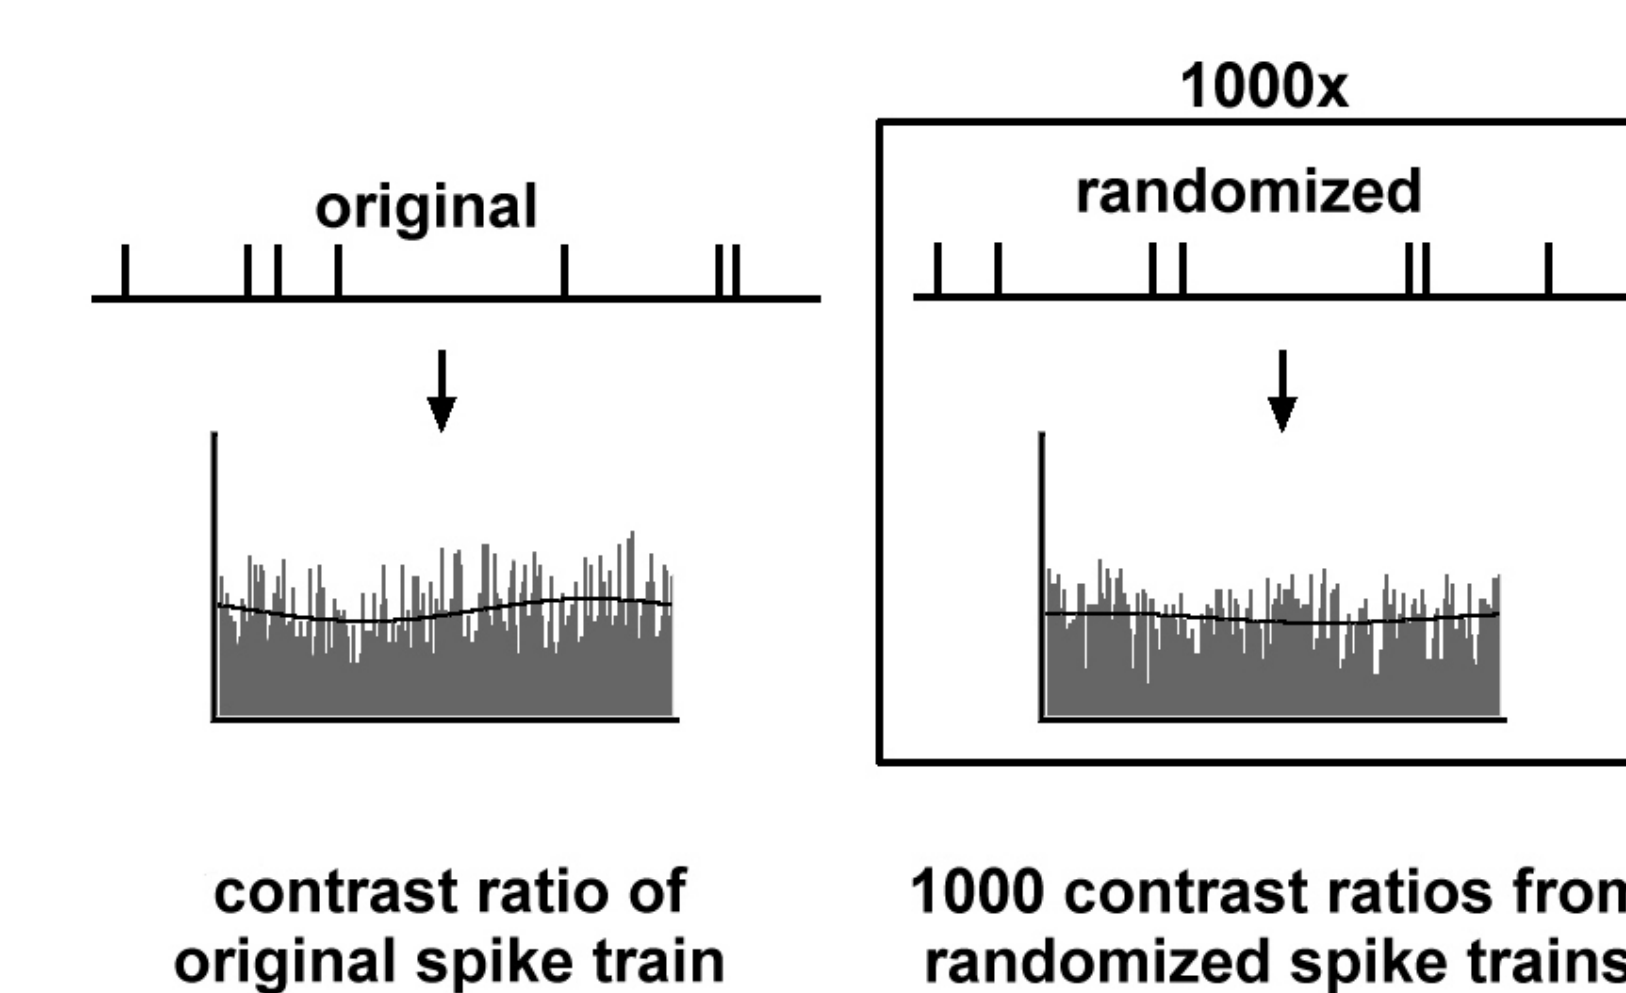 1000x
original
randomized
contrast ratio of
original spike train
1000 contrast ratios from
randomized spike trains